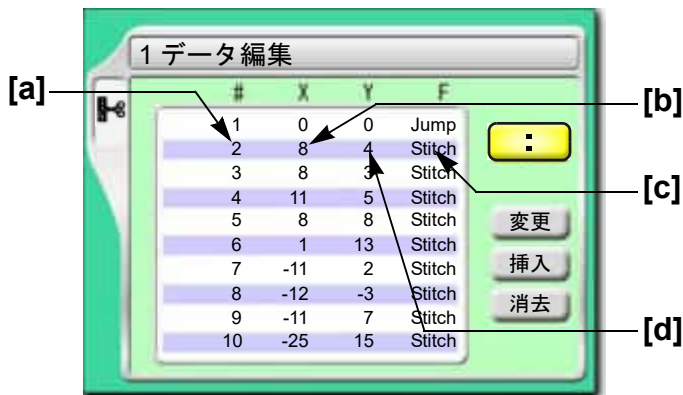 1 データ編集
# X Y F
1 0 0 Jump
2 8 4 Stitch
3 8 3 Stitch
4 11 5 Stitch
5 8 8 Stitch
6 1 13 Stitch
7 -11 2 Stitch
8 -12 -3 Stitch
9 -11 7 Stitch
10 -25 15 Stitch
:
変更
挿入
消去
[a]
[b]
[c]
[d]